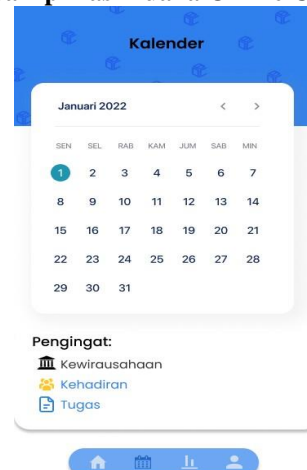 Kalender
Januari 2022 < >
SEN SEL RAB KAM JUM SAB MIN
1 2 3 4 5 6 7
8 9 10 11 12 13 14
15 16 17 18 19 20 21
22 23 24 25 26 27 28
29 30 31
Pengingat:
Kewirausahaan
Kehadiran
Tugas